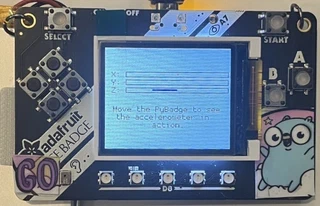 OFF
SELECT
START
X
Y
Z
A
B
Move the PyBadge to see
the accelerometer in
action.
adafruit
BADGE
GO
D8